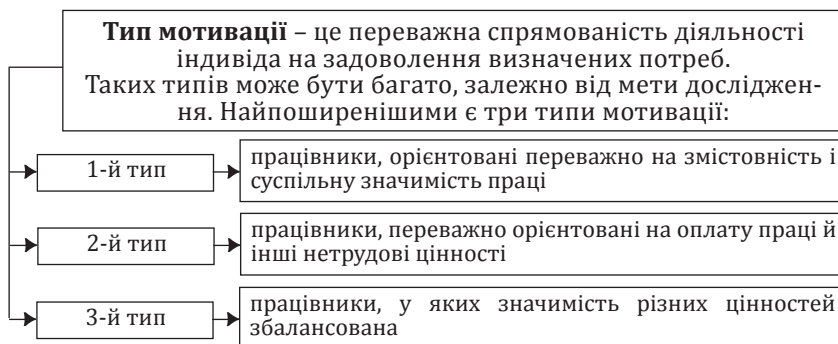 Тип мотивації – це переважна спрямованість діяльності
індивіда на задоволення визначених потреб.
Таких типів може бути багато, залежно від мети досліджен-
ня. Найпоширенішими є три типи мотивації:
1-й тип
працівники, орієнтовані переважно на змістовність і
суспільну значимість праці
2-й тип
працівники, переважно орієнтовані на оплату праці й
інші нетрудові цінності
3-й тип
працівники, у яких значимість різних цінностей
збалансована